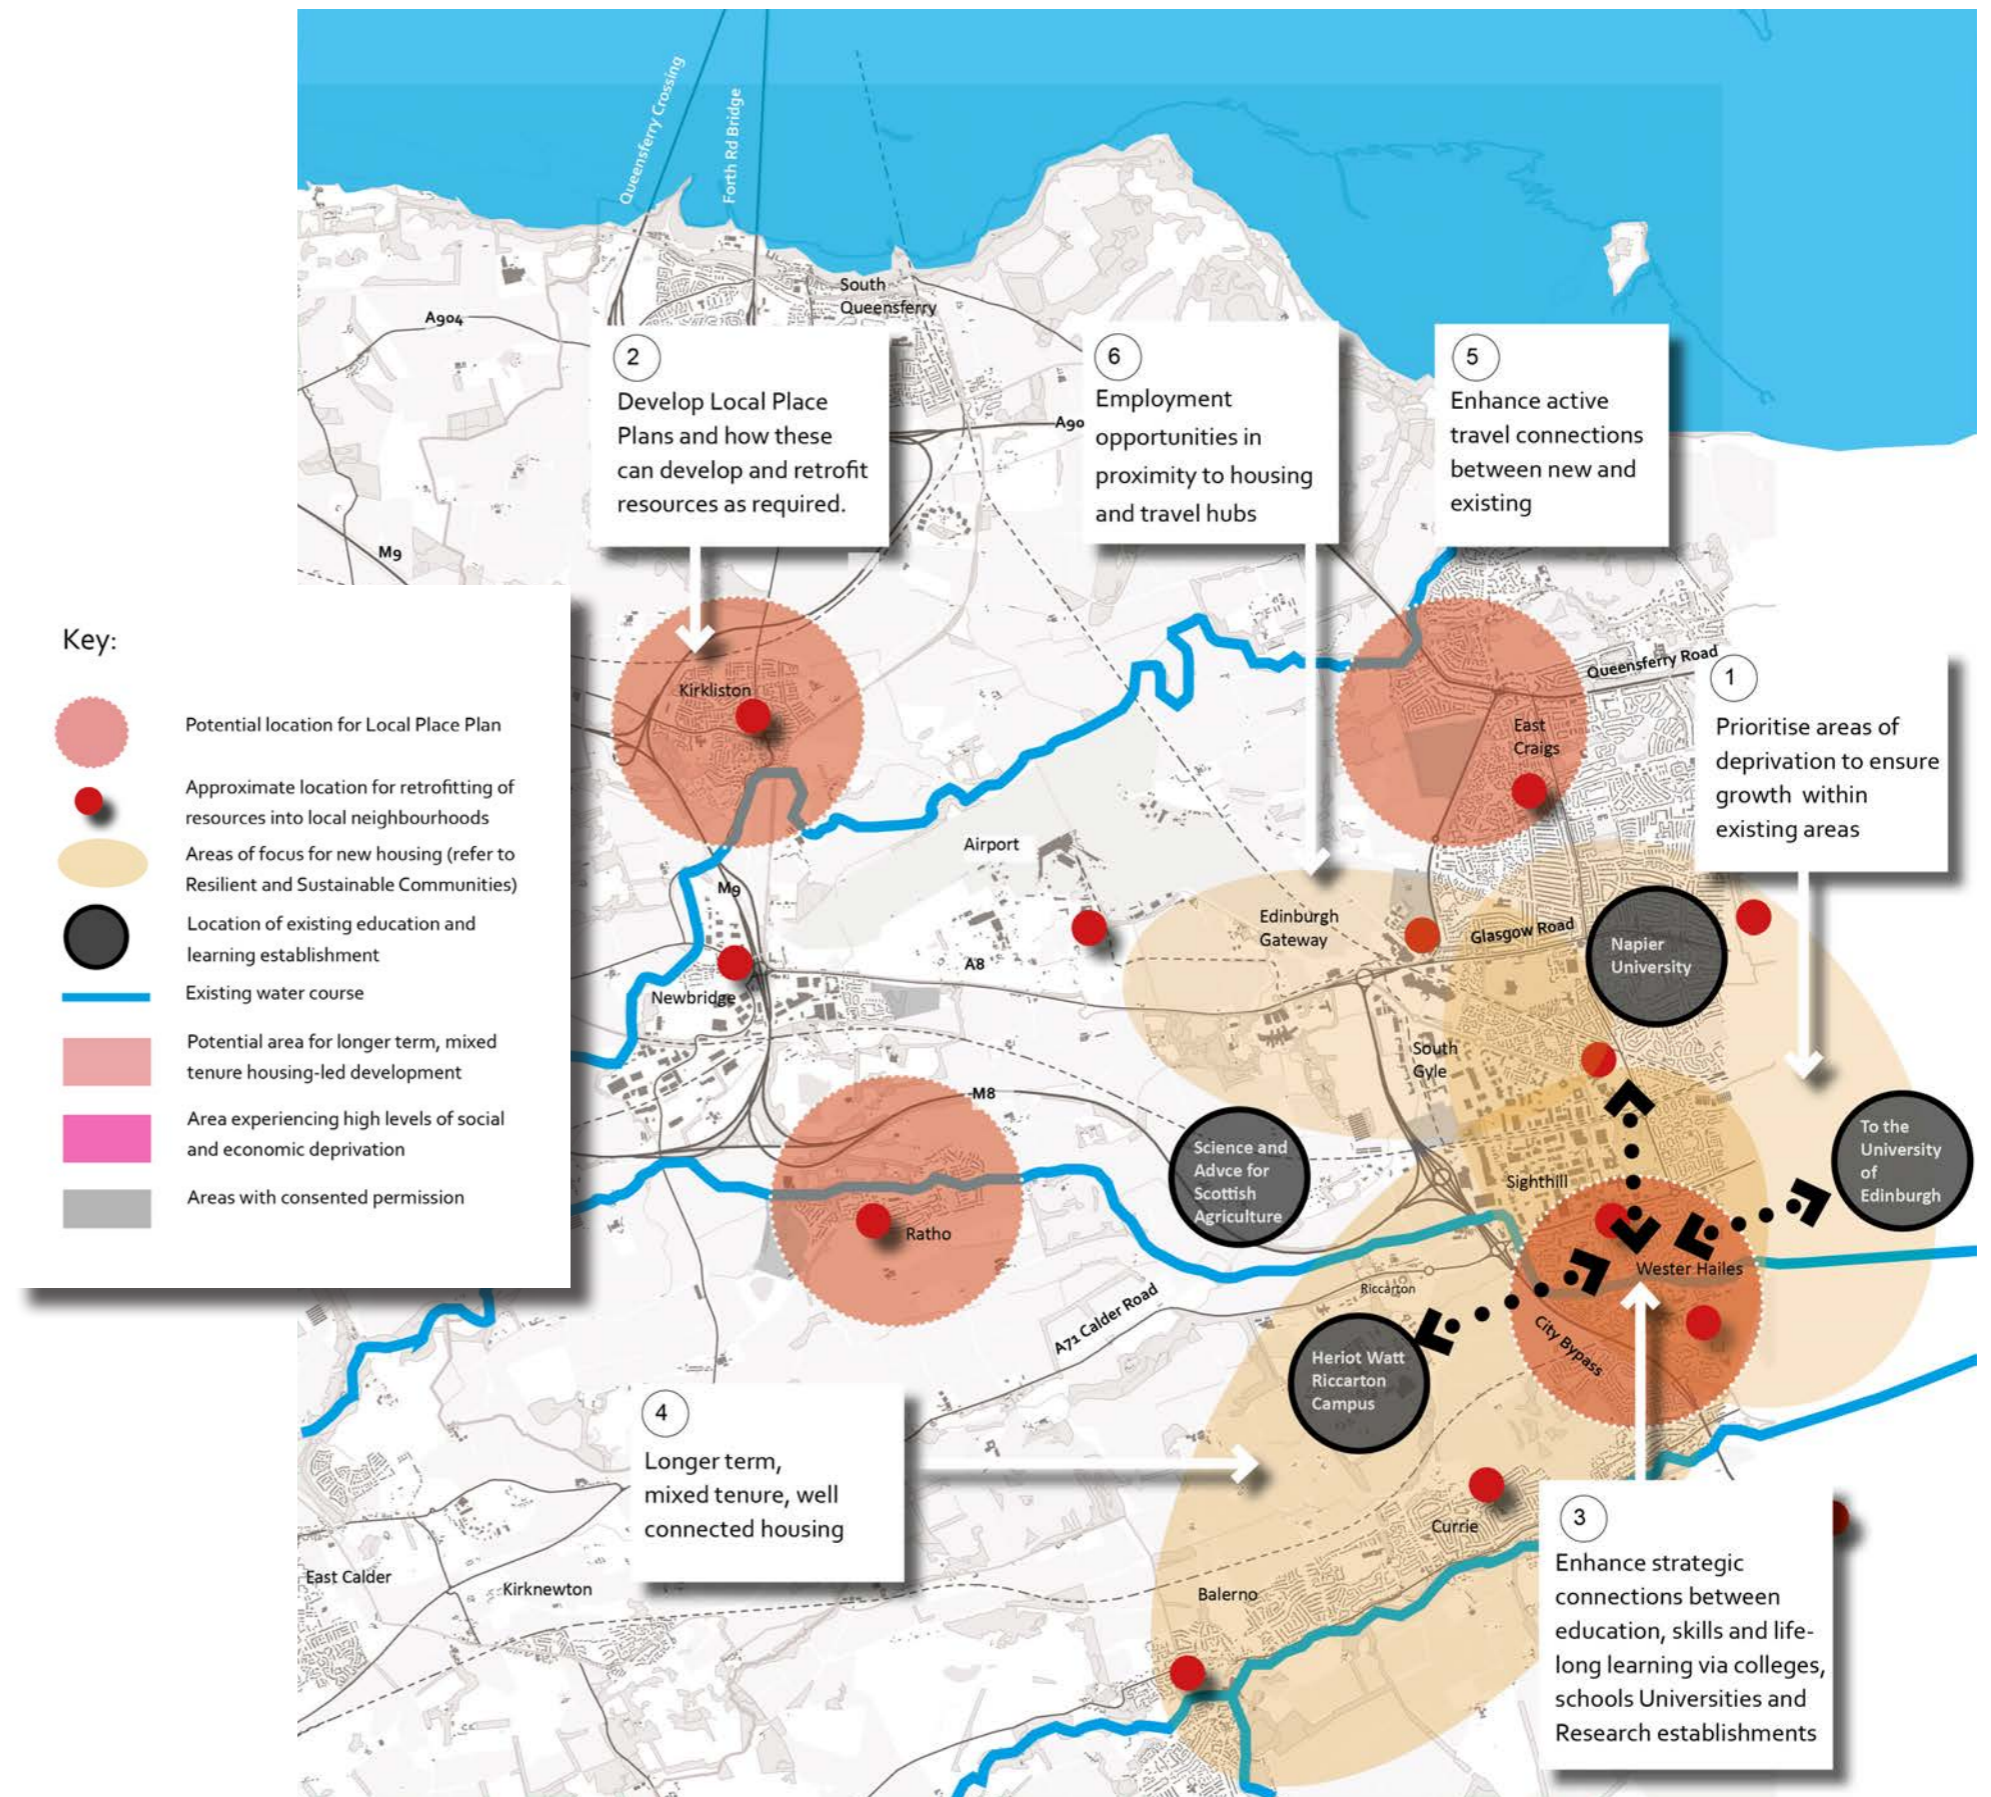 Queensferry Crossing
Forth Rd Bridge
South
Queensferry
A904
2
Develop Local Place
Plans and how these
can develop and retrofit
resources as required.
6
Employment
opportunities in
proximity to housing
and travel hubs
5
Enhance active
travel connections
between new and
existing
A90
M9
Key:
Potential location for Local Place Plan
Approximate location for retrofitting of
resources into local neighbourhoods
Areas of focus for new housing (refer to
Resilient and Sustainable Communities)
Location of existing education and
learning establishment
Existing water course
Potential area for longer term, mixed
tenure housing-led development
Area experiencing high levels of social
and economic deprivation
Areas with consented permission
Kirkliston
Queensferry Road
1
Prioritise areas of
deprivation to ensure
growth within
existing areas
East
Craigs
Airport
M9
Edinburgh
Gateway
Glasgow Road
Napier
University
A8
Newbridge
South
Gyle
M8
Science and
Advce for
Scottish
Agriculture
To the
University
of
Edinburgh
Sighthill
Ratho
Wester Hailes
Riccarton
A71 Calder Road
City Bypass
Heriot Watt
Riccarton
Campus
4
Longer term,
mixed tenure, well
connected housing
Currie
3
Enhance strategic
connections between
education, skills and life-
long learning via colleges,
schools Universities and
Research establishments
East Calder
Kirknewton
Balerno